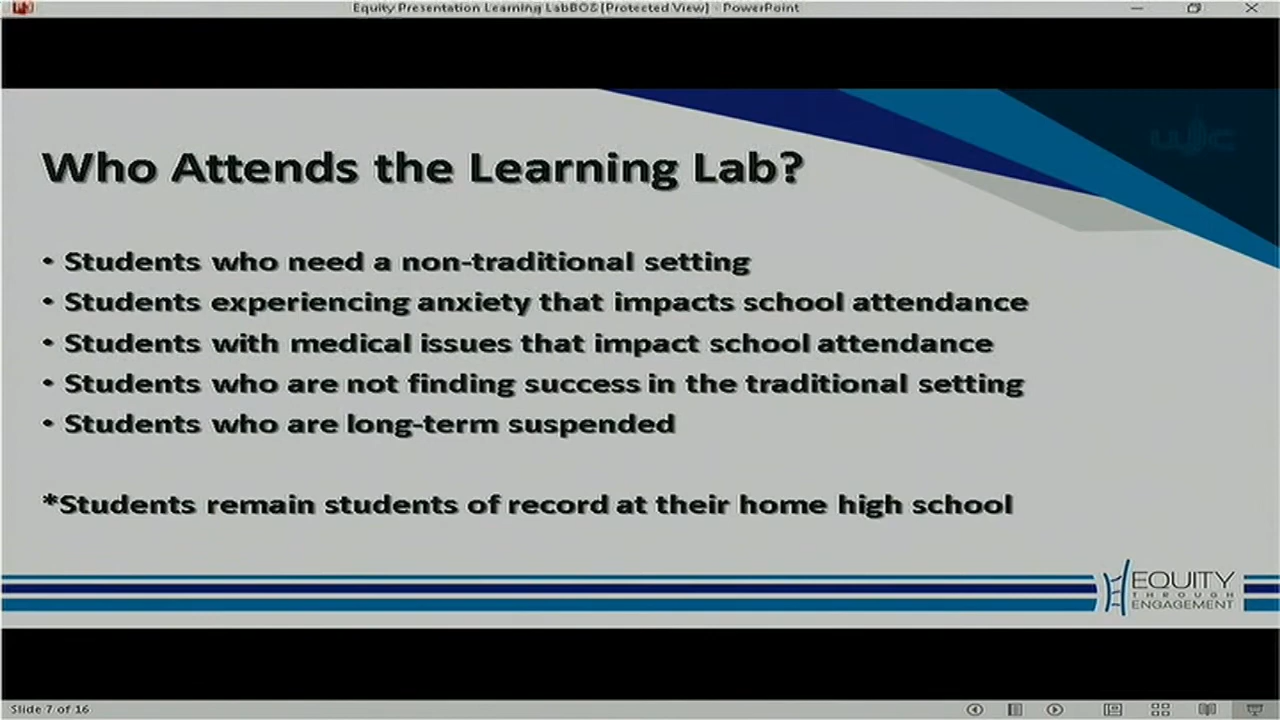 Equity Presentation Learning LabBOS [Protected View] - PowerPoint
WJC
Who Attends the Learning Lab?
• Students who need a non-traditional setting
• Students experiencing anxiety that impacts school attendance
• Students with medical issues that impact school attendance
• Students who are not finding success in the traditional setting
• Students who are long-term suspended
*Students remain students of record at their home high school
EQUITY
THROUGH
ENGAGEMENT
Slide 7 of 16